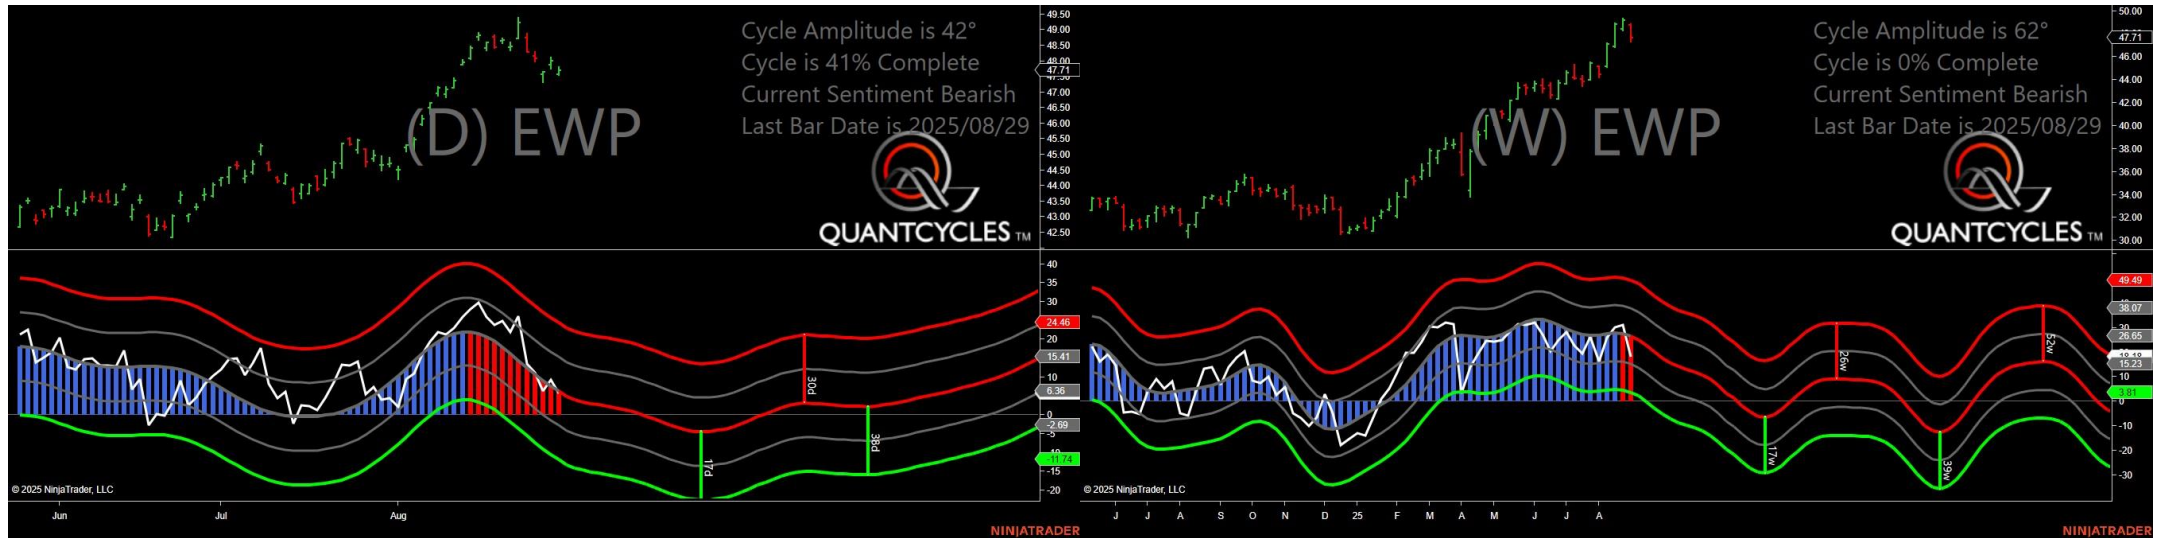 Cycle Amplitude is 42°
Cycle is 41% Complete
Current Sentiment Bearish
Last Bar Date is 2025/08/29
(D) EWP
QUANTCYCLES TM
49.50
49.00
48.50
48.00
47.71
47.00
46.50
46.00
45.50
45.00
44.50
44.00
43.50
43.00
42.50
40
35
30
24.46
20
15.41
10
6.36
0
-2.69
-5
-11.74
-15
-20
17d
30d
38d
© 2025 NinjaTrader, LLC
Jun Jul Aug
NINJATRADER
Cycle Amplitude is 62°
Cycle is 0% Complete
Current Sentiment Bearish
Last Bar Date is 2025/08/29
(W) EWP
QUANTCYCLES TM
50.00
47.71
46.00
44.00
42.00
40.00
38.00
36.00
34.00
32.00
30.00
49.49
38.07
30
26.65
15.23
10
3.81
0
-10
-20
-30
17w
26w
39w
52w
© 2025 NinjaTrader, LLC
J J A S O N D 25 F M A M J J A
NINJATRADER